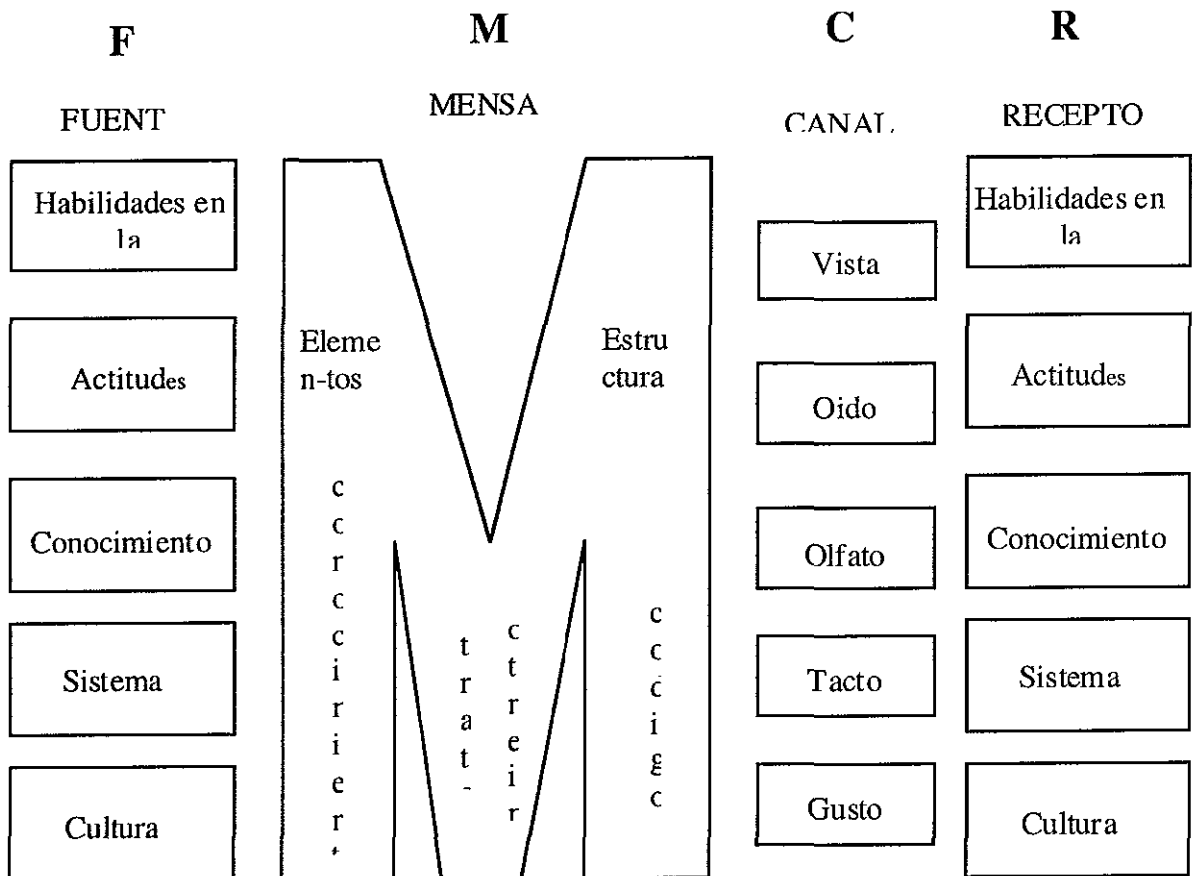 F
M
C
R
FUENT
MENSA
CANAL
RECEPTO
Habilidades en
la
Actitudes
Conocimiento
Sistema
Cultura
Eleme
n-tos
Estru
ctura
Vista
Oido
Olfato
Tacto
Gusto
Habilidades en
la
Actitudes
Conocimiento
Sistema
Cultura